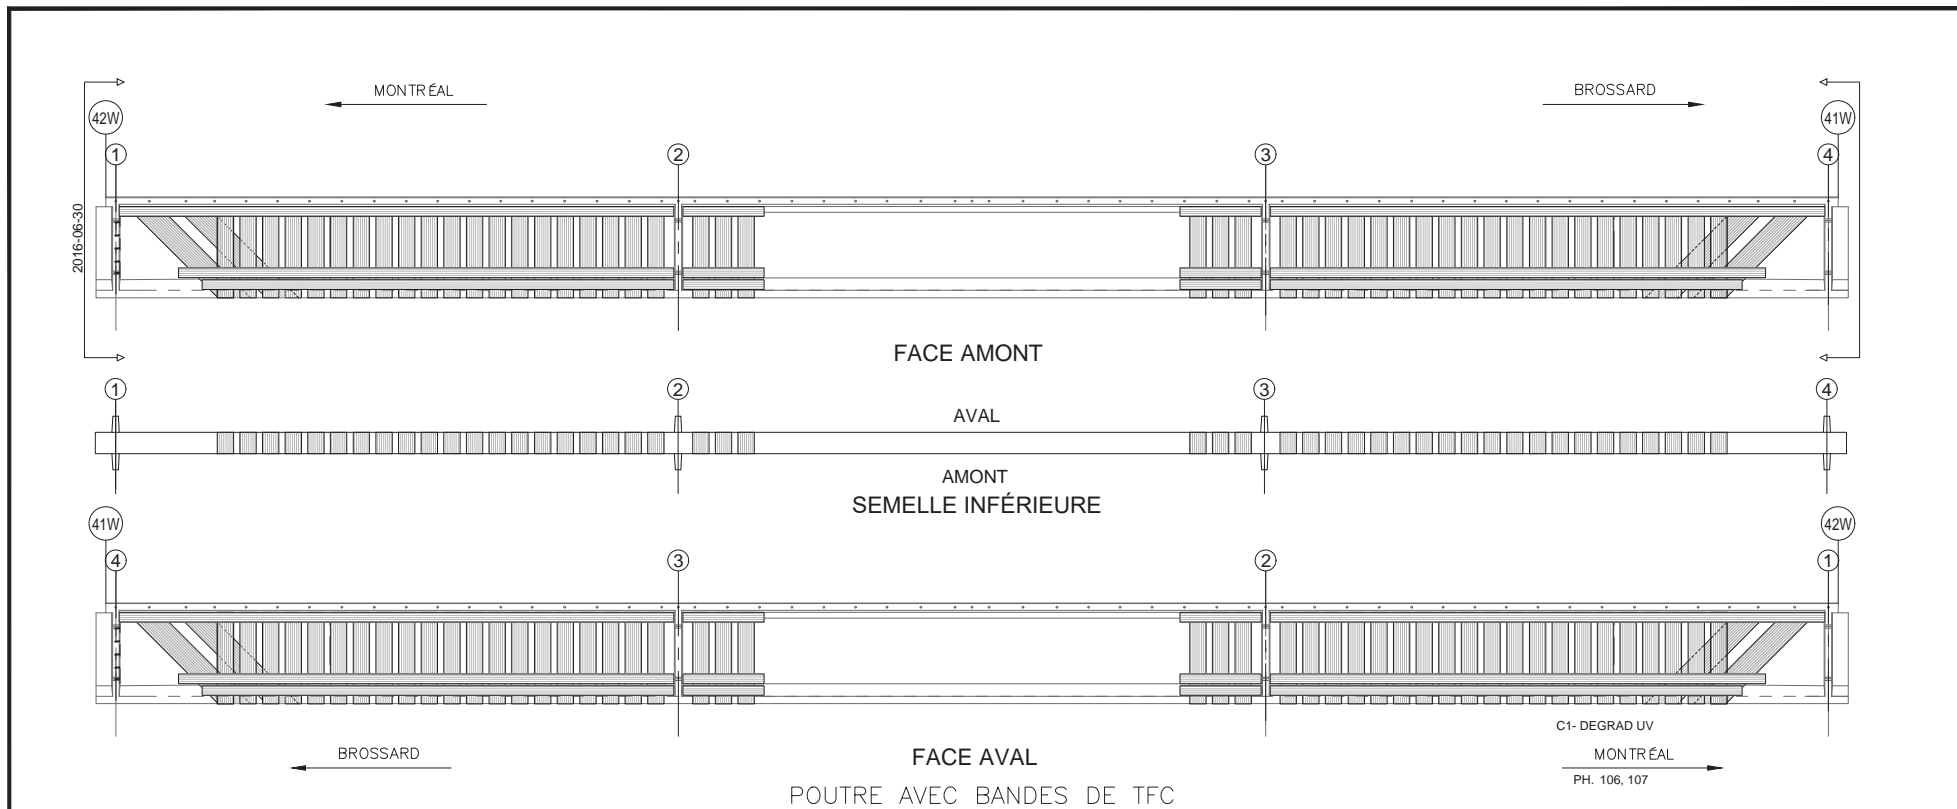 MONTRÉAL
BROSSARD
42W
41W
1
2
3
4
2016-06-30
FACE AMONT
1
2
3
4
AVAL
AMONT
SEMELLE INFÉRIEURE
41W
42W
4
3
2
1
C1- DEGRAD UV
BROSSARD
FACE AVAL
MONTRÉAL
PH. 106, 107
POUTRE AVEC BANDES DE TFC